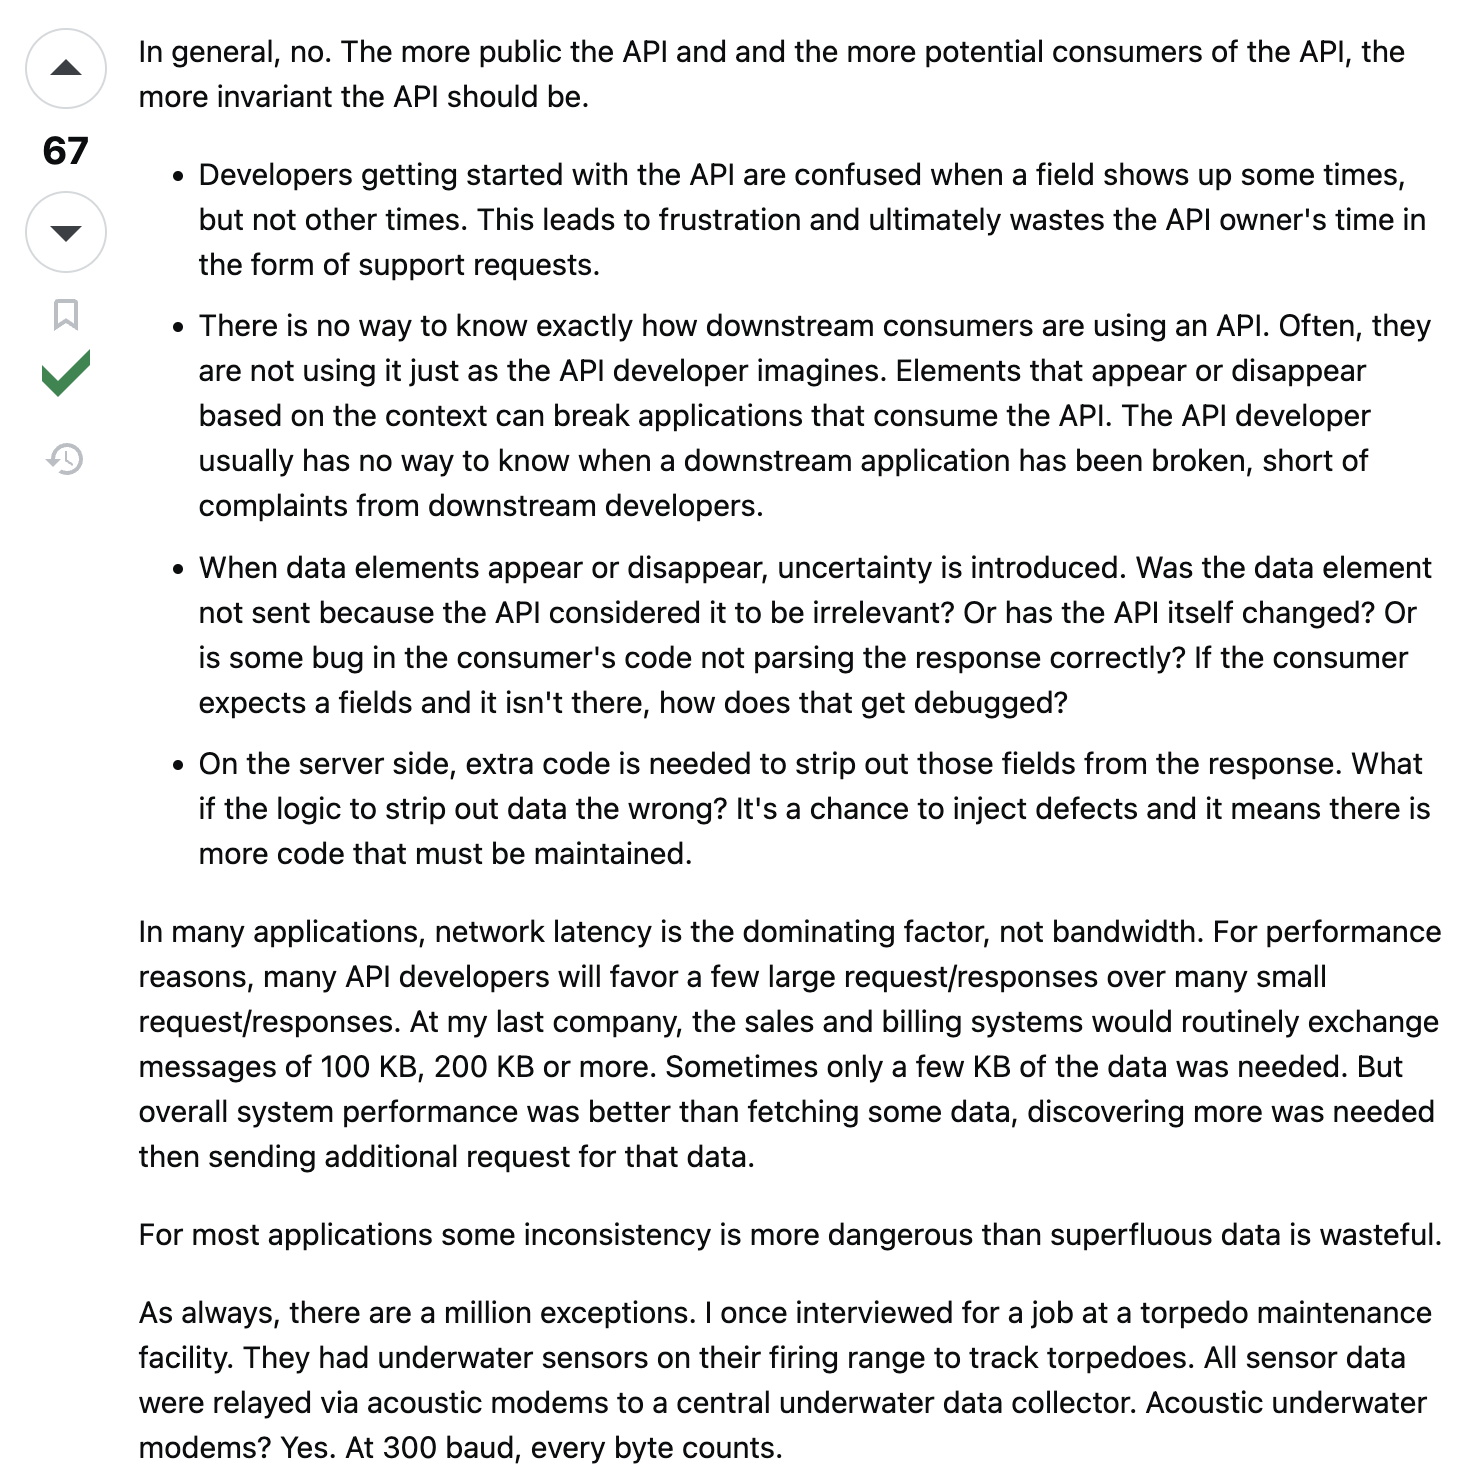 In general, no. The more public the API and and the more potential consumers of the API, the
more invariant the API should be.
67
• Developers getting started with the API are confused when a field shows up some times,
but not other times. This leads to frustration and ultimately wastes the API owner's time in
the form of support requests.
• There is no way to know exactly how downstream consumers are using an API. Often, they
are not using it just as the API developer imagines. Elements that appear or disappear
based on the context can break applications that consume the API. The API developer
usually has no way to know when a downstream application has been broken, short of
complaints from downstream developers.
• When data elements appear or disappear, uncertainty is introduced. Was the data element
not sent because the API considered it to be irrelevant? Or has the API itself changed? Or
is some bug in the consumer's code not parsing the response correctly? If the consumer
expects a fields and it isn't there, how does that get debugged?
• On the server side, extra code is needed to strip out those fields from the response. What
if the logic to strip out data the wrong? It's a chance to inject defects and it means there is
more code that must be maintained.
In many applications, network latency is the dominating factor, not bandwidth. For performance
reasons, many API developers will favor a few large request/responses over many small
request/responses. At my last company, the sales and billing systems would routinely exchange
messages of 100 KB, 200 KB or more. Sometimes only a few KB of the data was needed. But
overall system performance was better than fetching some data, discovering more was needed
then sending additional request for that data.
For most applications some inconsistency is more dangerous than superfluous data is wasteful.
As always, there are a million exceptions. I once interviewed for a job at a torpedo maintenance
facility. They had underwater sensors on their firing range to track torpedoes. All sensor data
were relayed via acoustic modems to a central underwater data collector. Acoustic underwater
modems? Yes. At 300 baud, every byte counts.